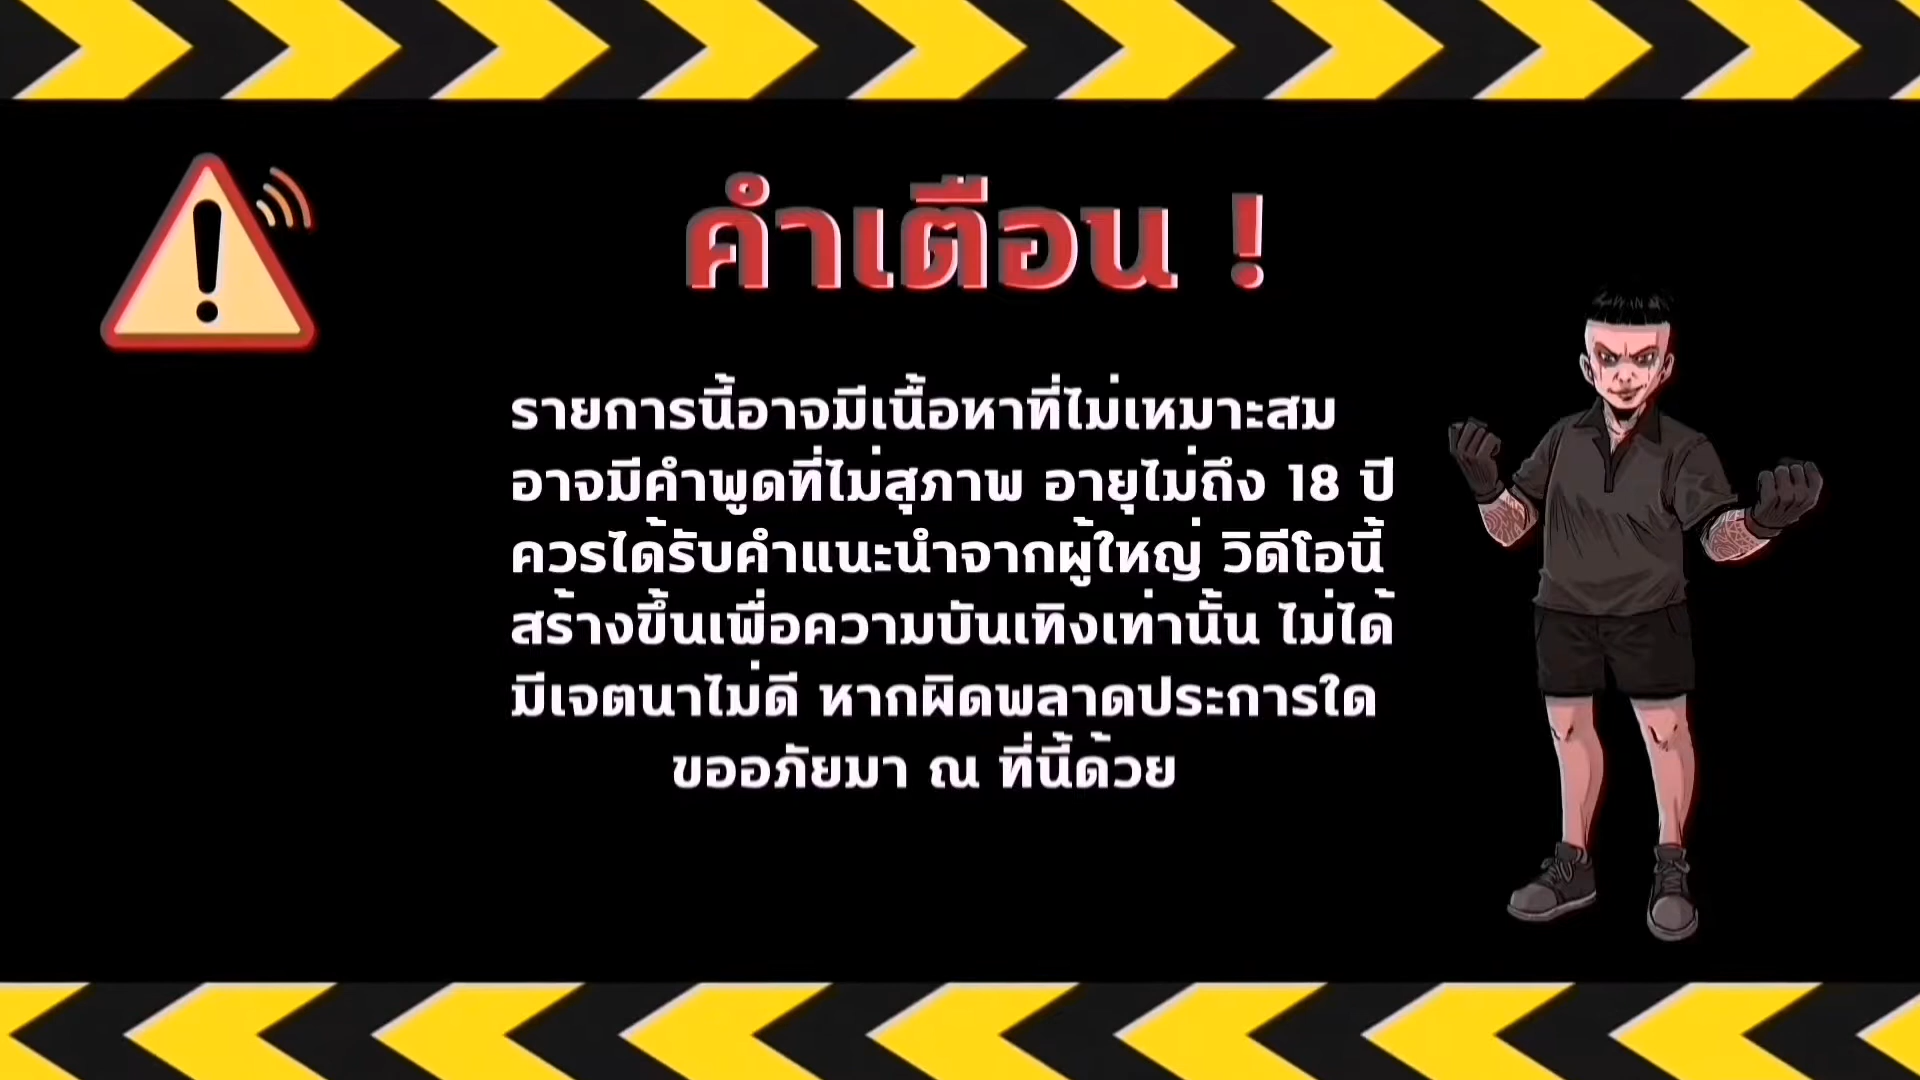 คำเตือน !
รายการนี้อาจมีเนื้อหาที่ไม่เหมาะสม
อาจมีคำพูดที่ไม่สุภาพ อายุไม่ถึง 18 ปี
ควรได้รับคำแนะนำจากผู้ใหญ่ วิดีโอนี้
สร้างขึ้นเพื่อความบันเทิงเท่านั้น ไม่ได้
มีเจตนาไม่ดี หากผิดพลาดประการใด
ขออภัยมา ณ ที่นี้ด้วย